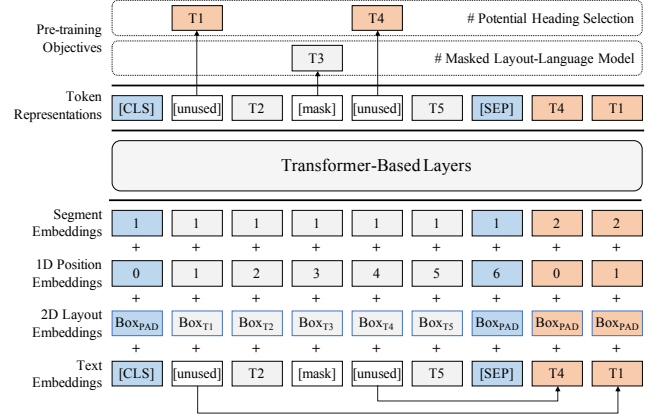 Pre-training Objectives
T1 T4 # Potential Heading Selection
T3 # Masked Layout-Language Model
Token Representations
[CLS] [unused] T2 [mask] [unused] T5 [SEP] T4 T1
Transformer-Based Layers
Segment Embeddings
1 1 1 1 1 1 1 2 2
+ + + + + + + + +
1D Position Embeddings
0 1 2 3 4 5 6 0 1
+ + + + + + + + +
2D Layout Embeddings
BoxPAD BoxT1 BoxT2 BoxT3 BoxT4 BoxT5 BoxPAD BoxPAD BoxPAD
+ + + + + + + + +
Text Embeddings
[CLS] [unused] T2 [mask] [unused] T5 [SEP] T4 T1